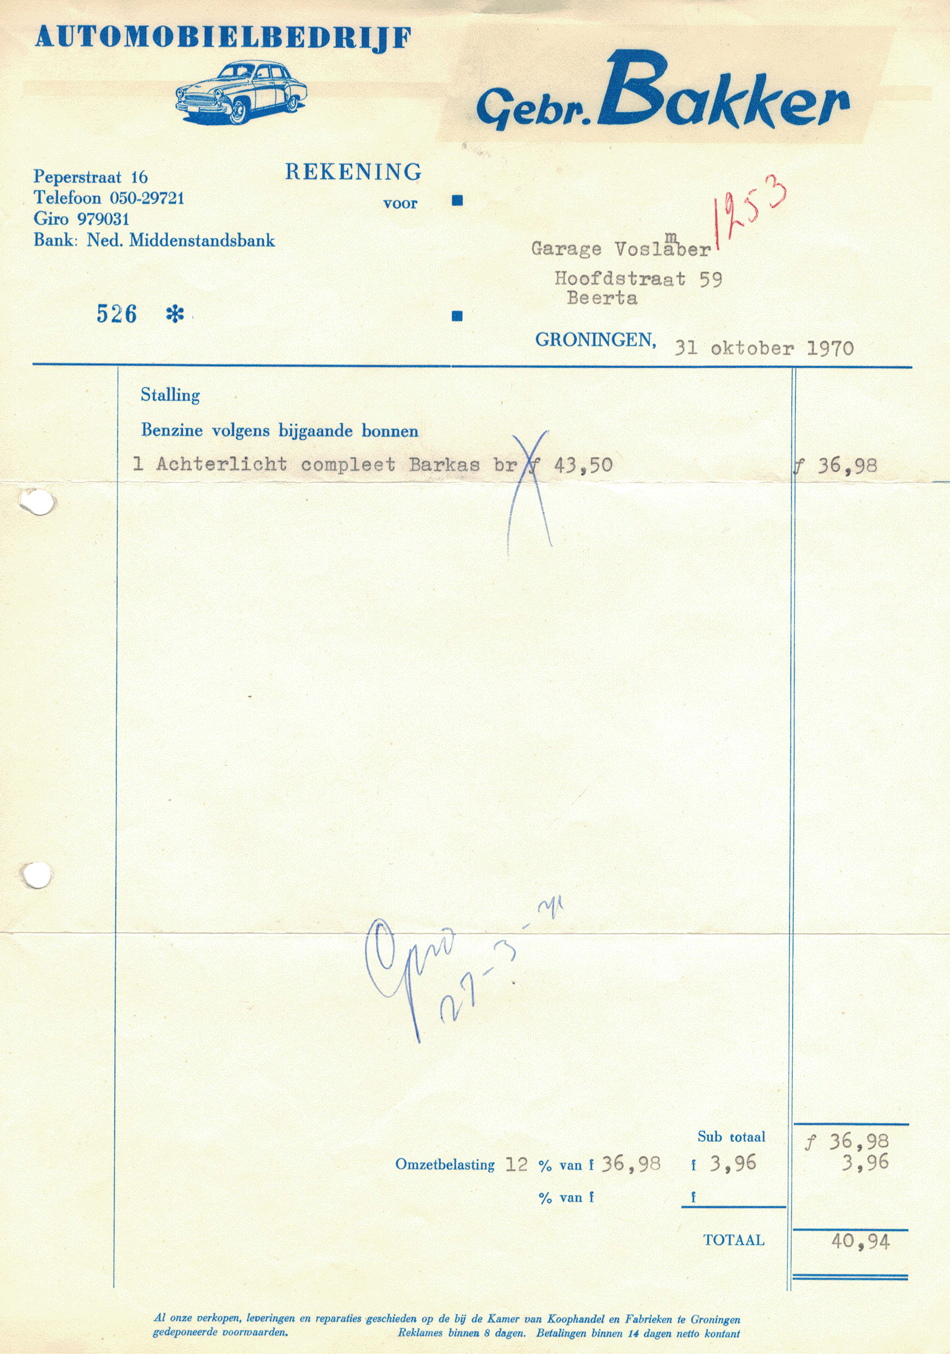 AUTOMOBIELBEDRIJF
Gebr. Bakker
Peperstraat 16
Telefoon 050-29721
Giro 979031
Bank: Ned. Middenstandsbank
REKENING
voor
1253
m
Garage Voslaber
Hoofdstraat 59
Beerta
526 *
GRONINGEN, 31 oktober 1970
Stalling
Benzine volgens bijgaande bonnen
1 Achterlicht compleet Barkas br f 43,50 f 36,98
Giro
27-3-71
Sub totaal f 36,98
Omzetbelasting 12 % van f 36,98 f 3,96 3,96
% van f f
TOTAAL 40,94
Al onze verkopen, leveringen en reparaties geschieden op de bij de Kamer van Koophandel en Fabrieken te Groningen
gedeponeerde voorwaarden. Reklames binnen 8 dagen. Betalingen binnen 14 dagen netto kontant